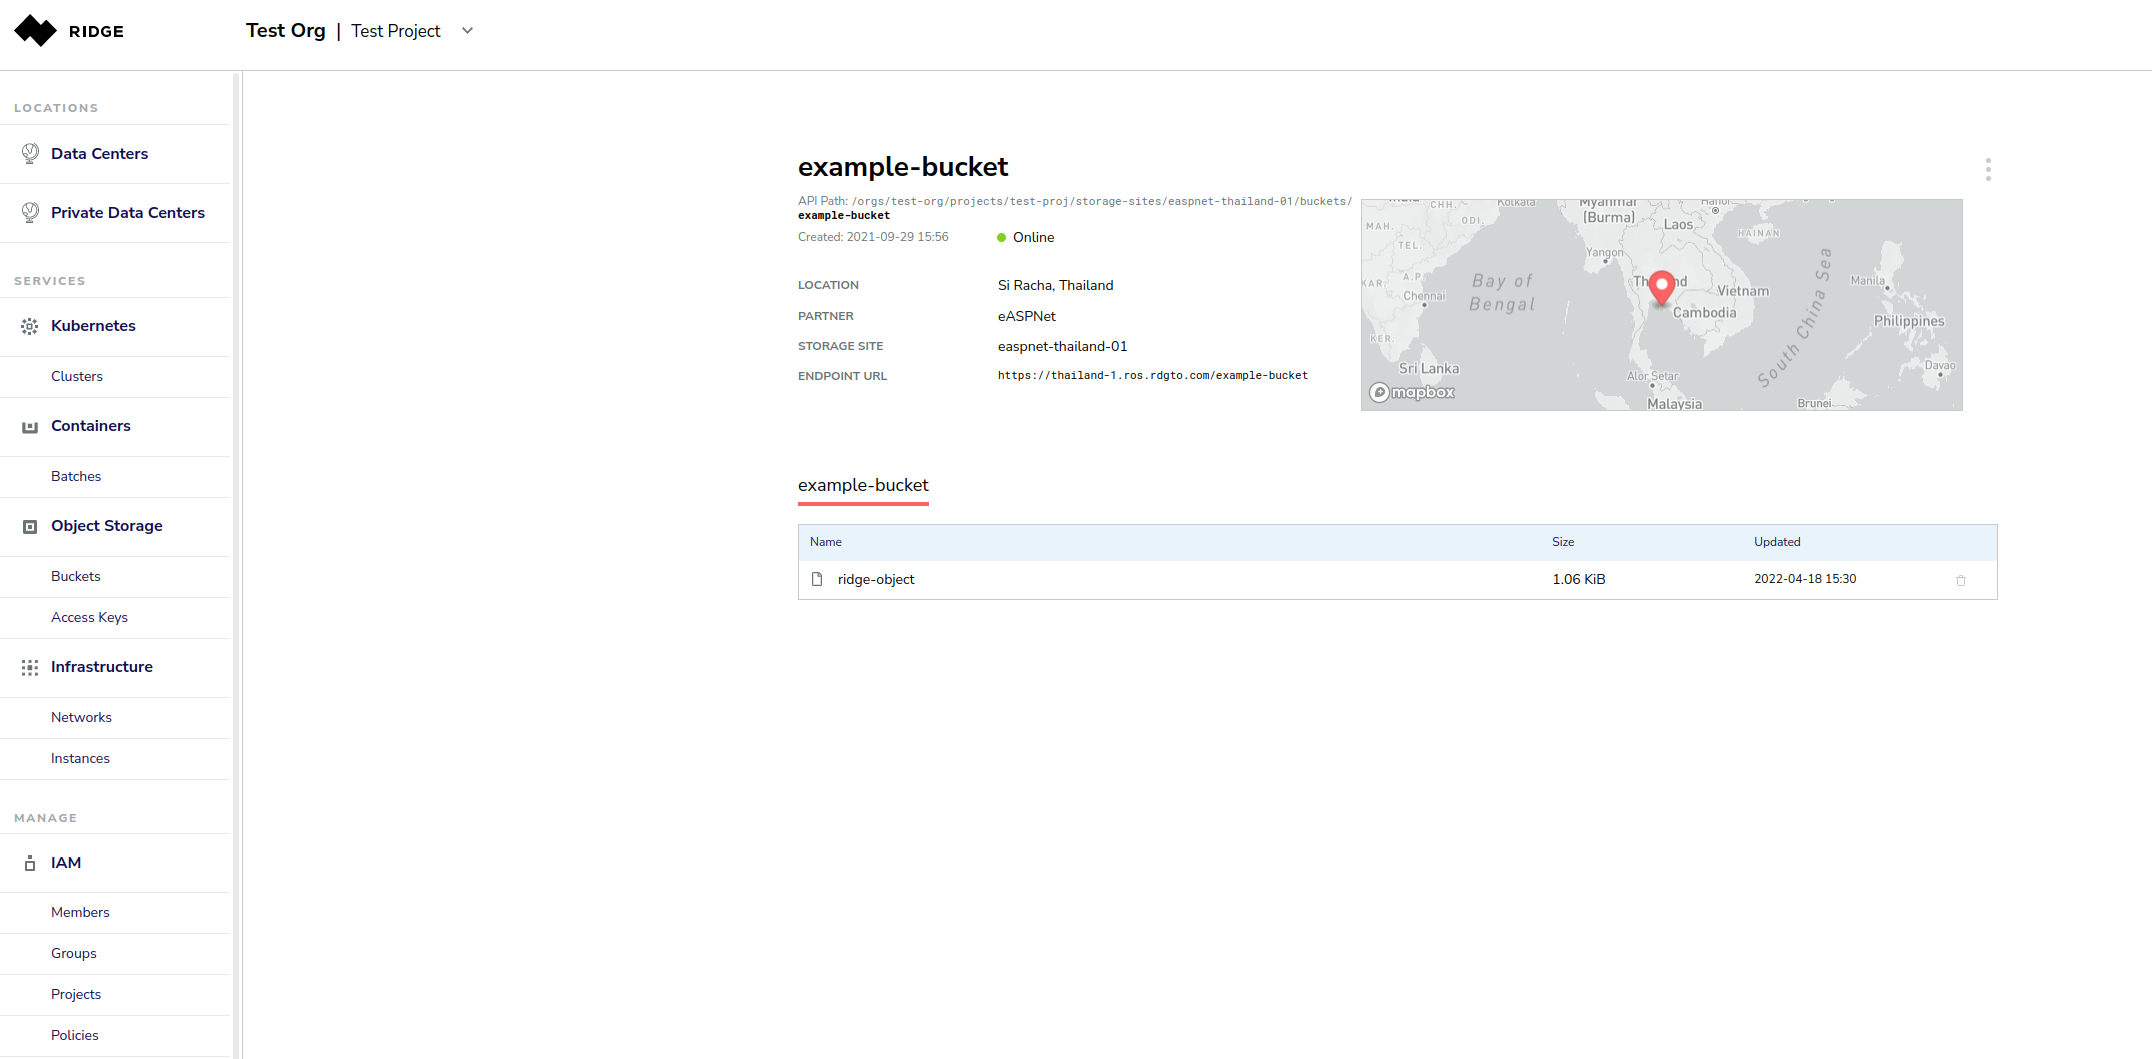 RIDGE
Test Org | Test Project
LOCATIONS
Data Centers
Private Data Centers
SERVICES
Kubernetes
Clusters
Containers
Batches
Object Storage
Buckets
Access Keys
Infrastructure
Networks
Instances
MANAGE
IAM
Members
Groups
Projects
Policies
example-bucket
API Path: /orgs/test-org/projects/test-proj/storage-sites/easpnet-thailand-01/buckets/
example-bucket
Created: 2021-09-29 15:56
Online
LOCATION Si Racha, Thailand
PARTNER eASPNet
STORAGE SITE easpnet-thailand-01
ENDPOINT URL https://thailand-1.ros.rdgto.com/example-bucket
CHH.
Kolkata
Myanmar
(Burma)
Hanoi
MAH.
ODI.
Laos
HAINAN
TEL.
Yangon
KAR.
A.P.
Bay of
Bengal
Chennai
Vietnam
Cambodia
South China Sea
Manila
Philippines
KER.
Sri Lanka
Alor Setar
Davao
mapbox
Malaysia
Brunei
example-bucket
Name Size Updated
ridge-object 1.06 KiB 2022-04-18 15:30